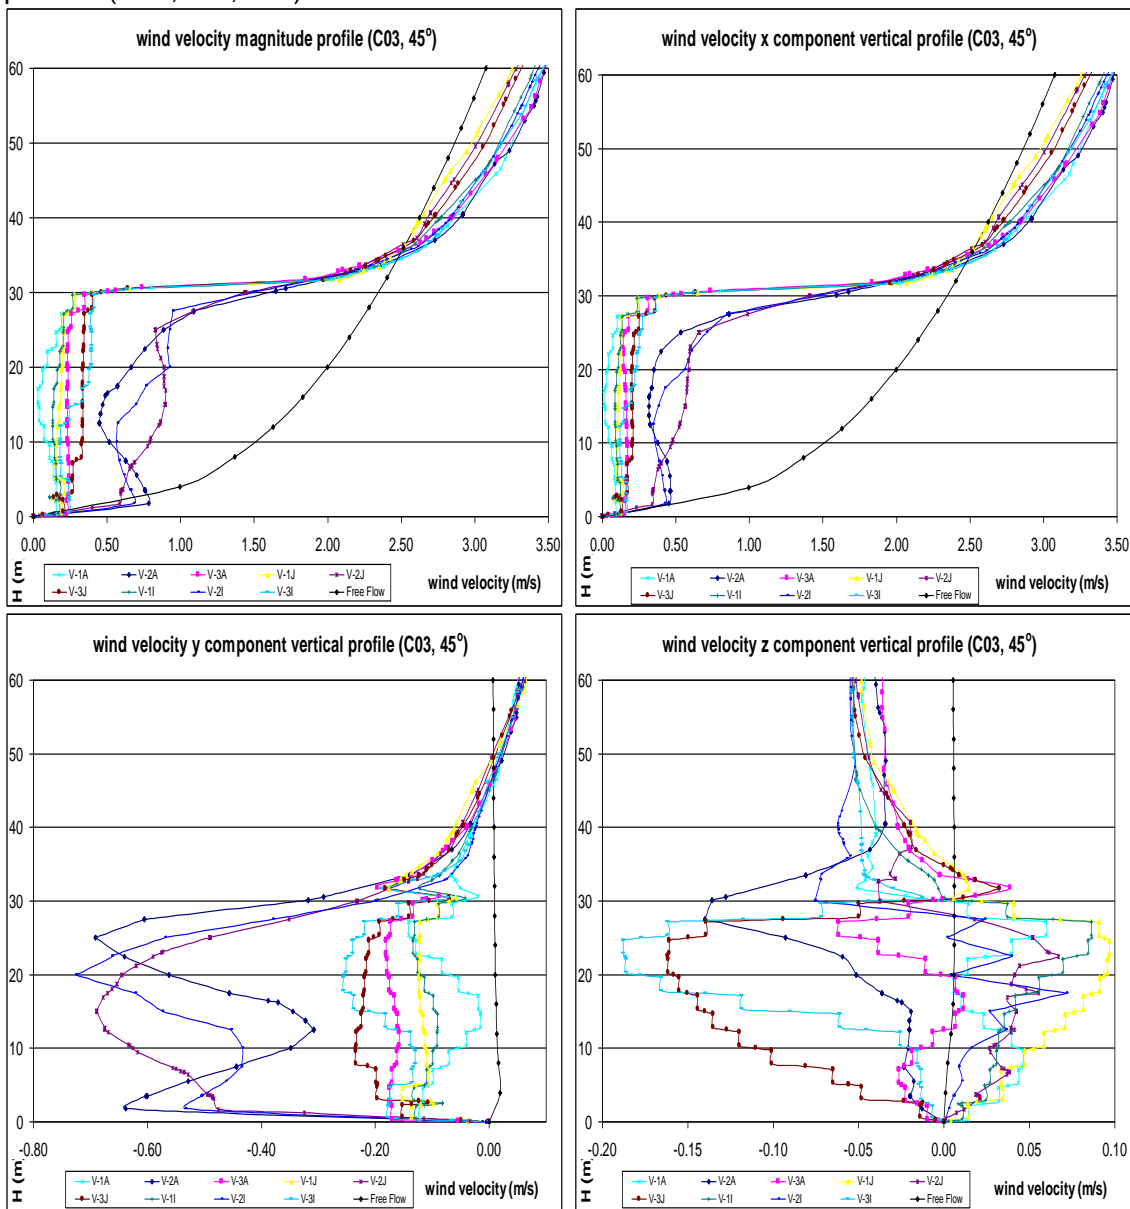 wind velocity magnitude profile (C03, 45°)
60
50
40
30
20
10
0
0.00 0.50 1.00 1.50 2.00 2.50 3.00 3.50
H (m
wind velocity (m/s)
V-1A V-2A V-3A V-1J V-2J
V-3J V-1I V-2I V-3I Free Flow
wind velocity x component vertical profile (C03, 45°)
60
50
40
30
20
10
0
0.00 0.50 1.00 1.50 2.00 2.50 3.00 3.50
H (m
wind velocity (m/s)
V-1A V-2A V-3A V-1J V-2J
V-3J V-1I V-2I V-3I Free Flow
wind velocity y component vertical profile (C03, 45°)
60
50
40
30
20
10
0
-0.80 -0.60 -0.40 -0.20 0.00
H (m
wind velocity (m/s)
V-1A V-2A V-3A V-1J V-2J
V-3J V-1I V-2I V-3I Free Flow
wind velocity z component vertical profile (C03, 45°)
60
50
40
30
20
10
0
-0.20 -0.15 -0.10 -0.05 0.00 0.05 0.10
H (m
wind velocity (m/s)
V-1A V-2A V-3A V-1J V-2J
V-3J V-1I V-2I V-3I Free Flow